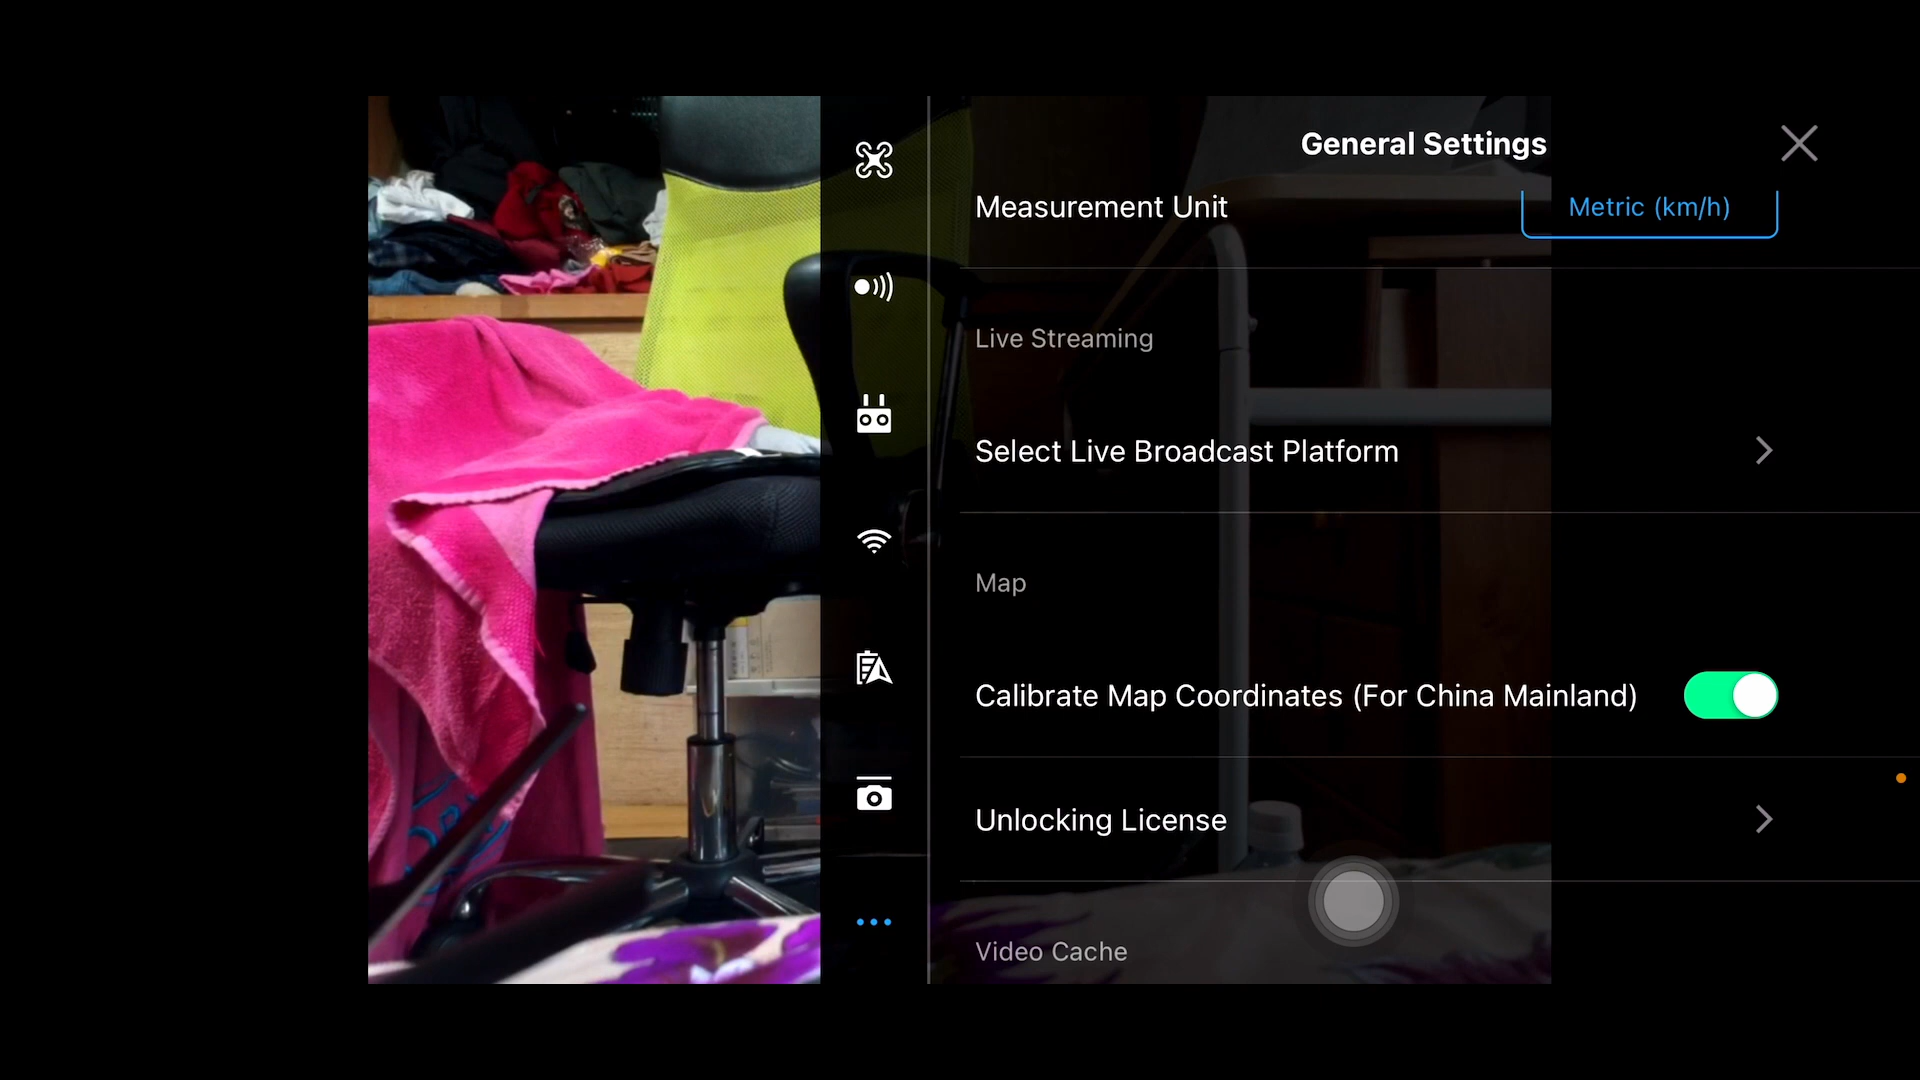 General Settings
Measurement Unit
Metric (km/h)
Live Streaming
Select Live Broadcast Platform
Map
Calibrate Map Coordinates (For China Mainland)
Unlocking License
Video Cache